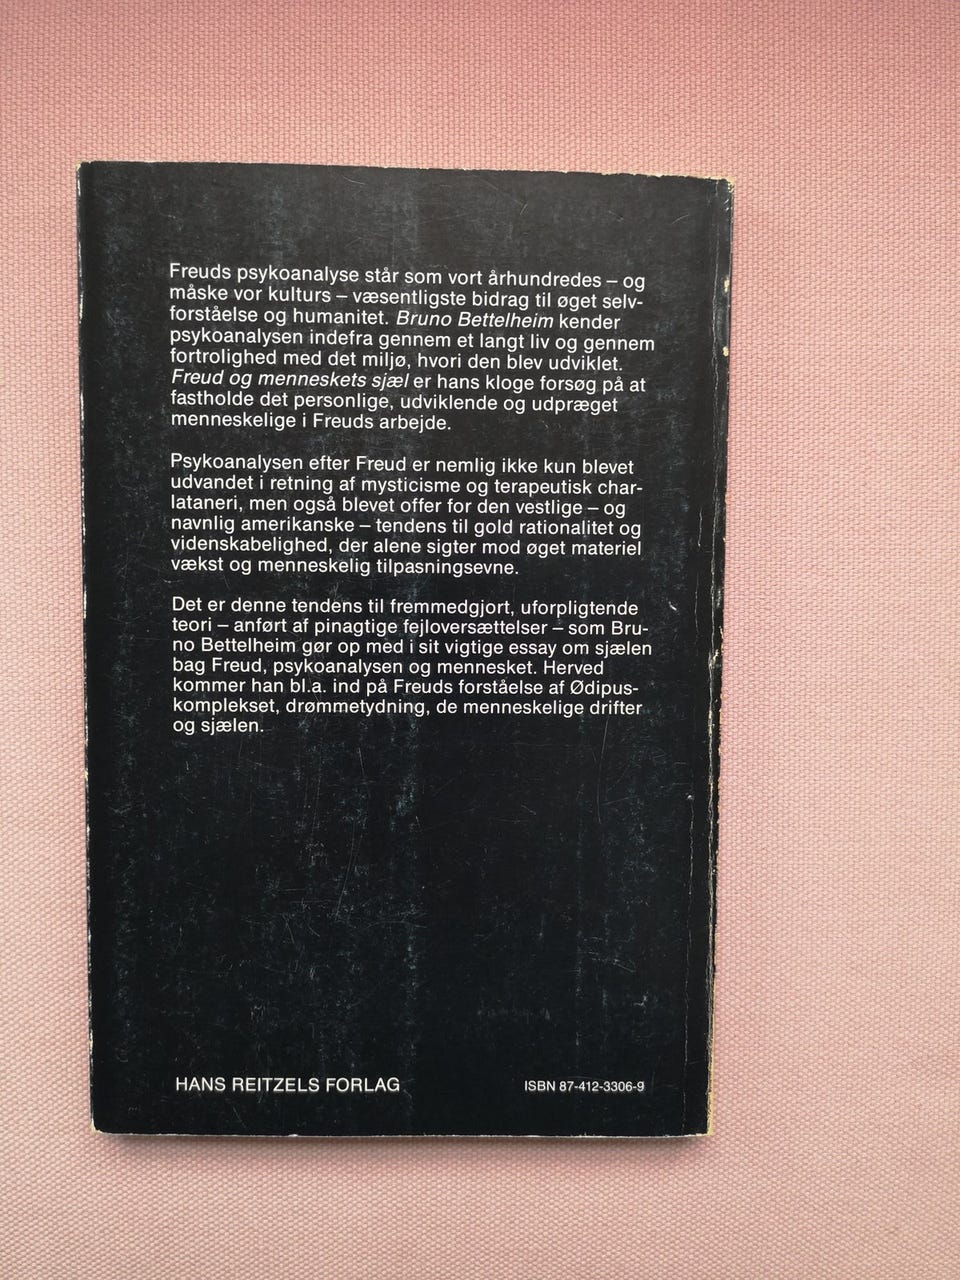 Freuds psykoanalyse står som vort århundredes – og
måske vor kulturs – væsentligste bidrag til øget selv-
forståelse og humanitet. Bruno Bettelheim kender
psykoanalysen indefra gennem et langt liv og gennem
fortrolighed med det miljø, hvori den blev udviklet.
Freud og menneskets sjæl er hans kloge forsøg på at
fastholde det personlige, udviklende og udpræget
menneskelige i Freuds arbejde.
Psykoanalysen efter Freud er nemlig ikke kun blevet
udvandet i retning af mysticisme og terapeutisk char-
lataneri, men også blevet offer for den vestlige – og
navnlig amerikanske – tendens til gold rationalitet og
videnskabelighed, der alene sigter mod øget materiel
vækst og menneskelig tilpasningsevne.
Det er denne tendens til fremmedgjort, uforpligtende
teori – anført af pinagtige fejloversættelser – som Bru-
no Bettelheim gør op med i sit vigtige essay om sjælen
bag Freud, psykoanalysen og mennesket. Herved
kommer han bl.a. ind på Freuds forståelse af Ødipus-
komplekset, drømmetydning, de menneskelige drifter
og sjælen.
HANS REITZELS FORLAG
ISBN 87-412-3306-9